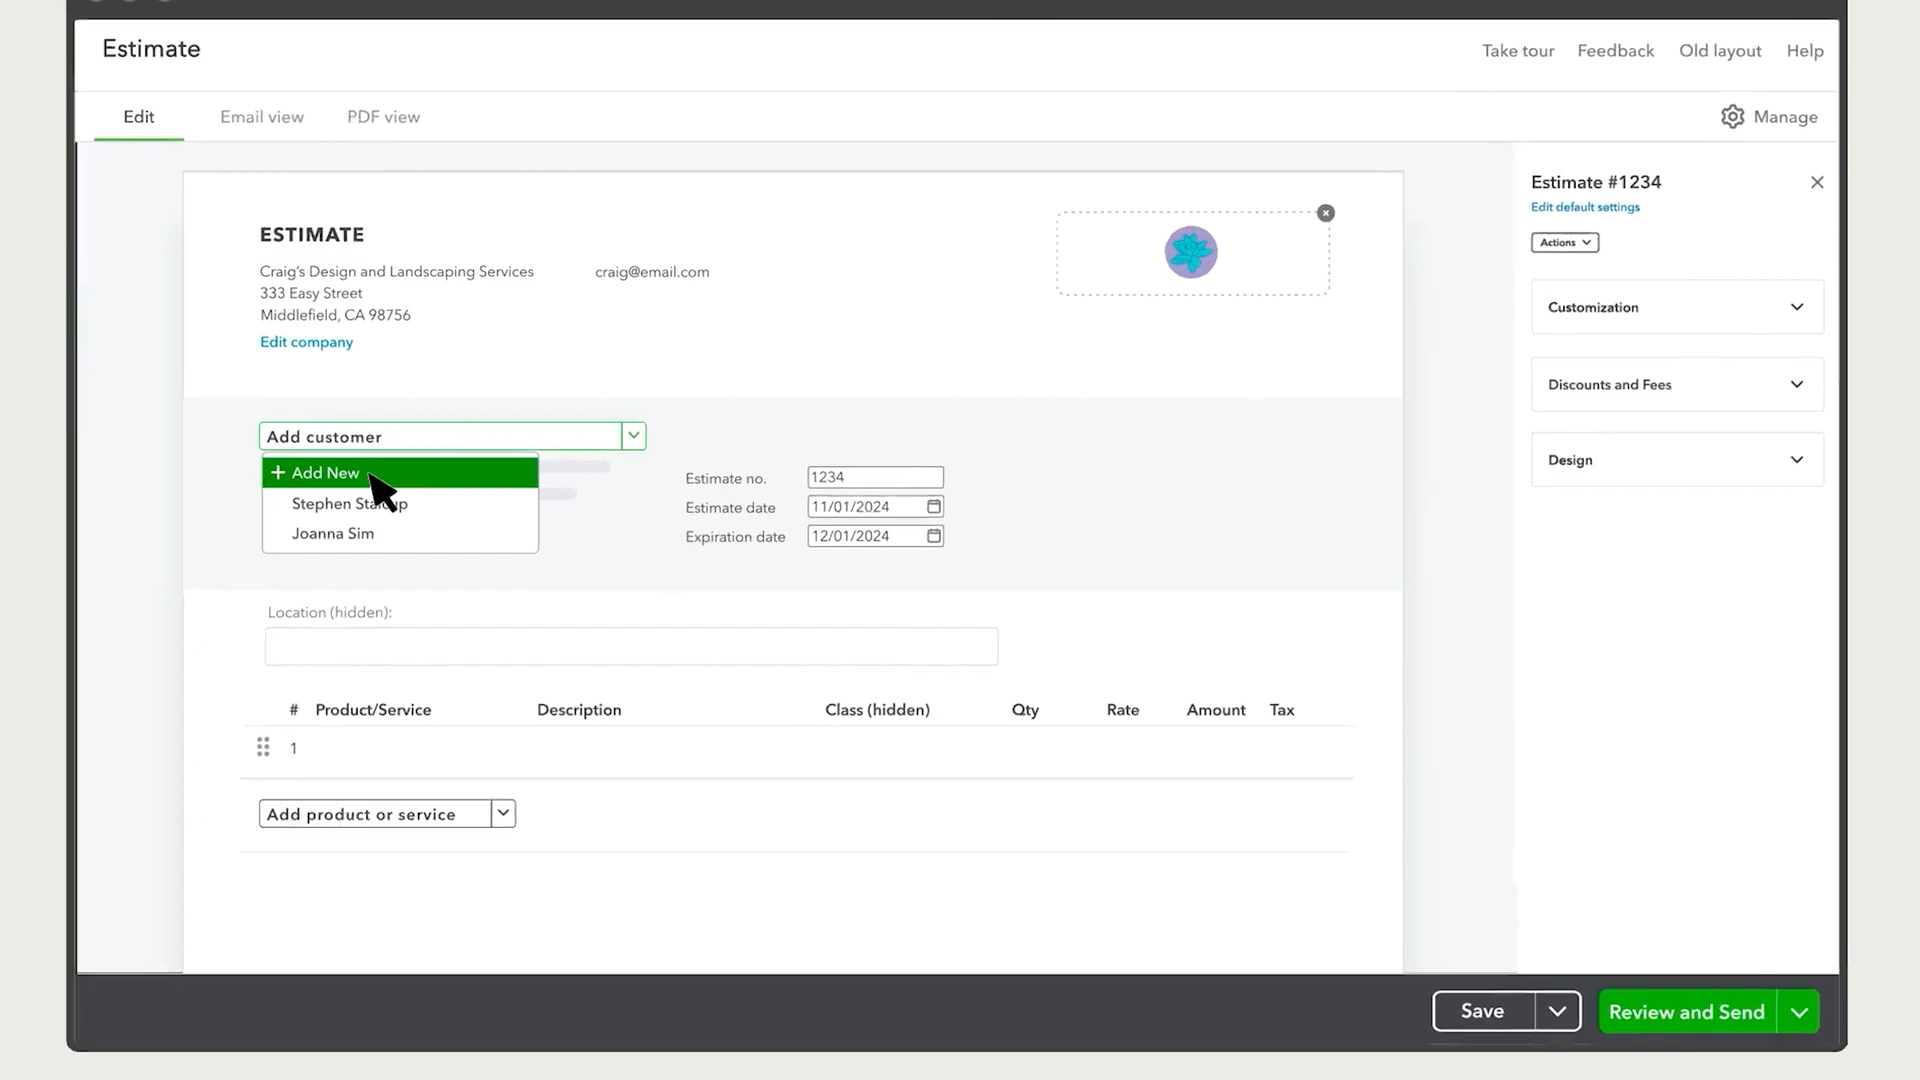 Estimate
Take tour Feedback Old layout Help
Edit Email view PDF view
Manage
Estimate #1234
Edit default settings
Actions
Customization
Discounts and Fees
Design
ESTIMATE
Craig's Design and Landscaping Services craig@email.com
333 Easy Street
Middlefield, CA 98756
Edit company
Add customer
+ Add New
Stephen
Joanna Sim
Estimate no. 1234
Estimate date 11/01/2024
Expiration date 12/01/2024
Location (hidden):
# Product/Service Description Class (hidden) Qty Rate Amount Tax
1
Add product or service
Save
Review and Send